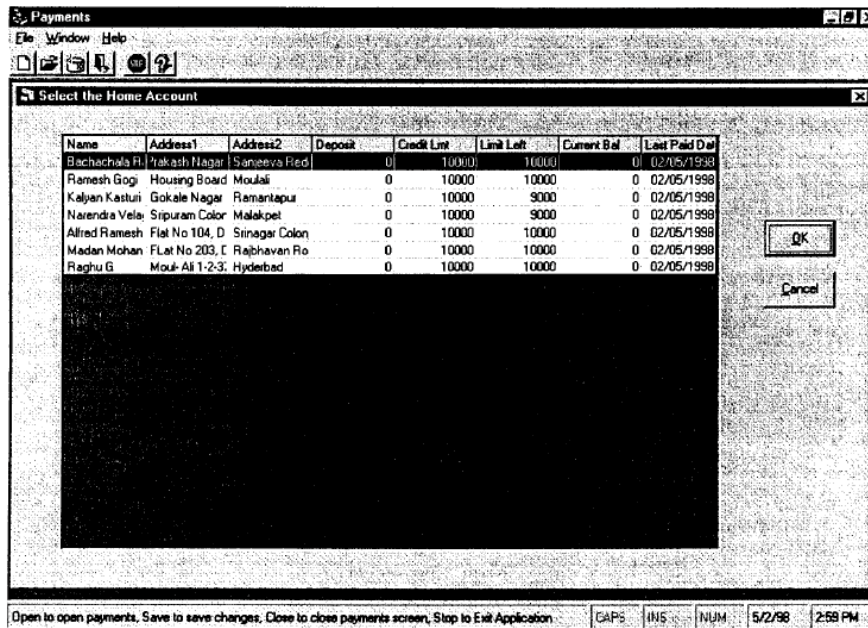 Payments
File Window Help
Select the Home Account
Name Address1 Address2 Deposit Credit Lmt Limit Left Current Bal Last Paid Dat
Bachachala R. Prakash Nagar Sanjeeva Red 0 10000 10000 0 02/05/1998
Ramesh Gogi Housing Board Moulali 0 10000 10000 0 02/05/1998
Kalyan Kasturi Gokale Nagar Ramantapur 0 10000 9000 0 02/05/1998
Narendra Vela Sripuram Color Malakpet 0 10000 9000 0 02/05/1998
Alfred Ramesh Flat No 104, D Srinagar Colon 0 10000 10000 0 02/05/1998
Madan Mohan FLat No 203, D Rajbhavan Ro 0 10000 10000 0 02/05/1998
Raghu G Moul- Ali 1-2-3 Hyderbad 0 10000 10000 0 02/05/1998
OK
Cancel
Open to open payments, Save to save changes, Close to close payments screen, Stop to Exit Application CAPS INS NUM 5/2/98 2:59 PM